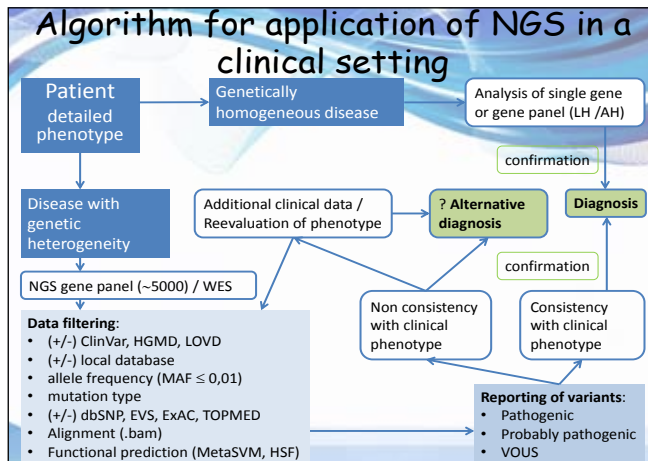 Algorithm for application of NGS in a
clinical setting
Patient
detailed
phenotype
Genetically
homogeneous disease
Analysis of single gene
or gene panel (LH /AH)
confirmation
Disease with
genetic
heterogeneity
Additional clinical data /
Reevaluation of phenotype
? Alternative
diagnosis
Diagnosis
confirmation
NGS gene panel (~5000) / WES
Non consistency
with clinical
phenotype
Consistency
with clinical
phenotype
Data filtering:
• (+/-) ClinVar, HGMD, LOVD
• (+/-) local database
• allele frequency (MAF ≤ 0,01)
• mutation type
• (+/-) dbSNP, EVS, ExAC, TOPMED
• Alignment (.bam)
• Functional prediction (MetaSVM, HSF)
Reporting of variants:
• Pathogenic
• Probably pathogenic
• VOUS